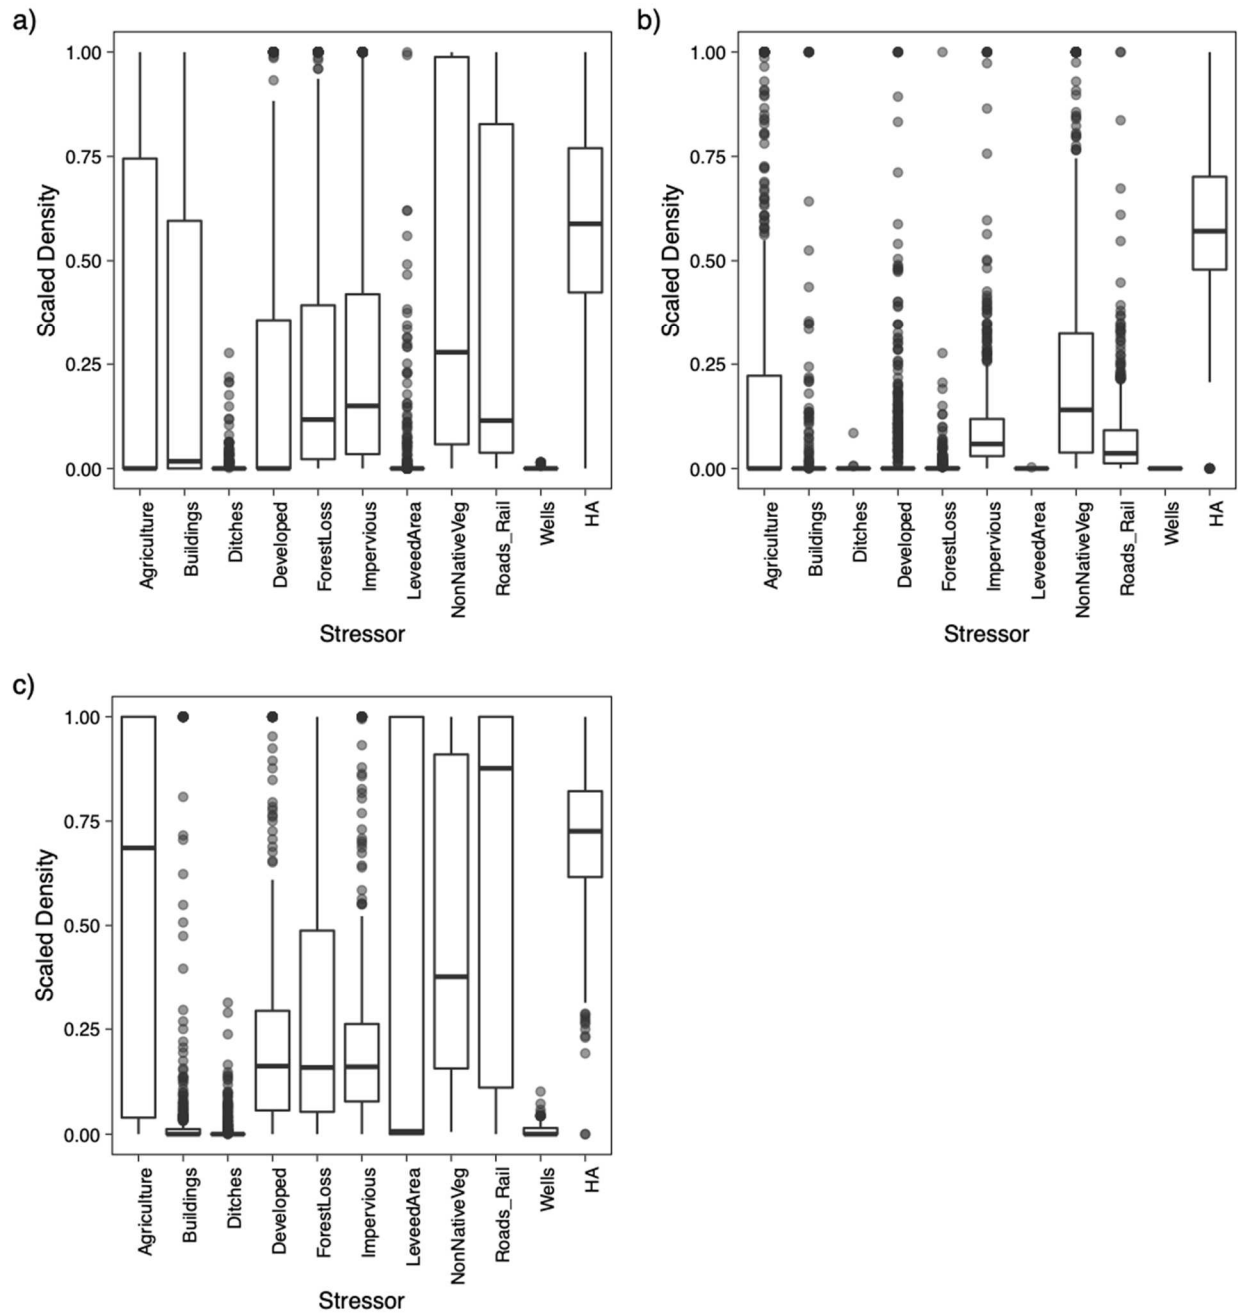 a)
1.00
0.75
0.50
0.25
0.00
Scaled Density
Agriculture
Buildings
Ditches
Developed
ForestLoss
Impervious
LeveedArea
NonNativeVeg
Roads_Rail
Wells
HA
Stressor
b)
1.00
0.75
0.50
0.25
0.00
Scaled Density
Agriculture
Buildings
Ditches
Developed
ForestLoss
Impervious
LeveedArea
NonNativeVeg
Roads_Rail
Wells
HA
Stressor
c)
1.00
0.75
0.50
0.25
0.00
Scaled Density
Agriculture
Buildings
Ditches
Developed
ForestLoss
Impervious
LeveedArea
NonNativeVeg
Roads_Rail
Wells
HA
Stressor